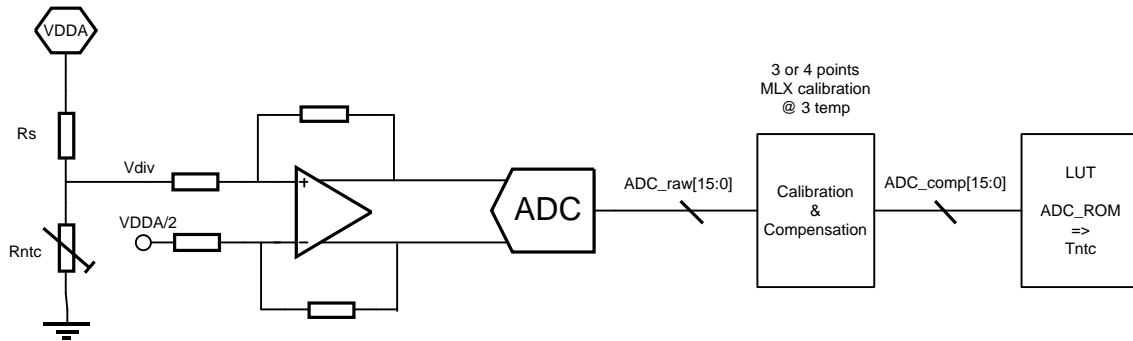 VDDA
Rs
Vdiv
VDDA/2
Rntc
+
−
ADC
ADC_raw[15:0]
3 or 4 points
MLX calibration
@ 3 temp
Calibration
&
Compensation
ADC_comp[15:0]
LUT
ADC_ROM
=>
Tntc